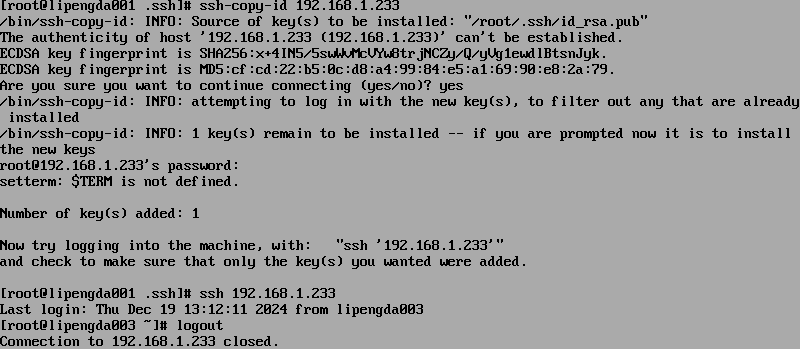 [root@lipengda001 .ssh]# ssh-copy-id 192.168.1.233
/bin/ssh-copy-id: INFO: Source of key(s) to be installed: "/root/.ssh/id_rsa.pub"
The authenticity of host '192.168.1.233 (192.168.1.233)' can't be established.
ECDSA key fingerprint is SHA256:x+4IN5/5swWvMcVYw8trjNCZy/Q/yVg1ewdlBtsnJyk.
ECDSA key fingerprint is MD5:cf:cd:22:b5:0c:d8:a4:99:84:e5:a1:69:90:e8:2a:79.
Are you sure you want to continue connecting (yes/no)? yes
/bin/ssh-copy-id: INFO: attempting to log in with the new key(s), to filter out any that are already
 installed
/bin/ssh-copy-id: INFO: 1 key(s) remain to be installed -- if you are prompted now it is to install
the new keys
root@192.168.1.233's password:
setterm: $TERM is not defined.
Number of key(s) added: 1
Now try logging into the machine, with:   "ssh '192.168.1.233'"
and check to make sure that only the key(s) you wanted were added.
[root@lipengda001 .ssh]# ssh 192.168.1.233
Last login: Thu Dec 19 13:12:11 2024 from lipengda003
[root@lipengda003 ~]# logout
Connection to 192.168.1.233 closed.